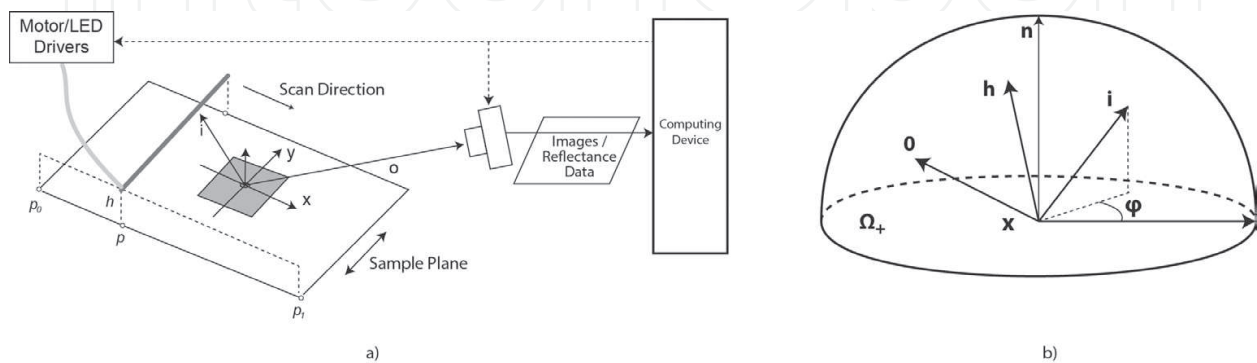 Motor/LED
Drivers
Scan Direction
i
y
x
o
h
p₀
p
p₁
Sample Plane
Images /
Reflectance
Data
Computing
Device
a)
n
h
i
0
φ
Ω₊
x
b)